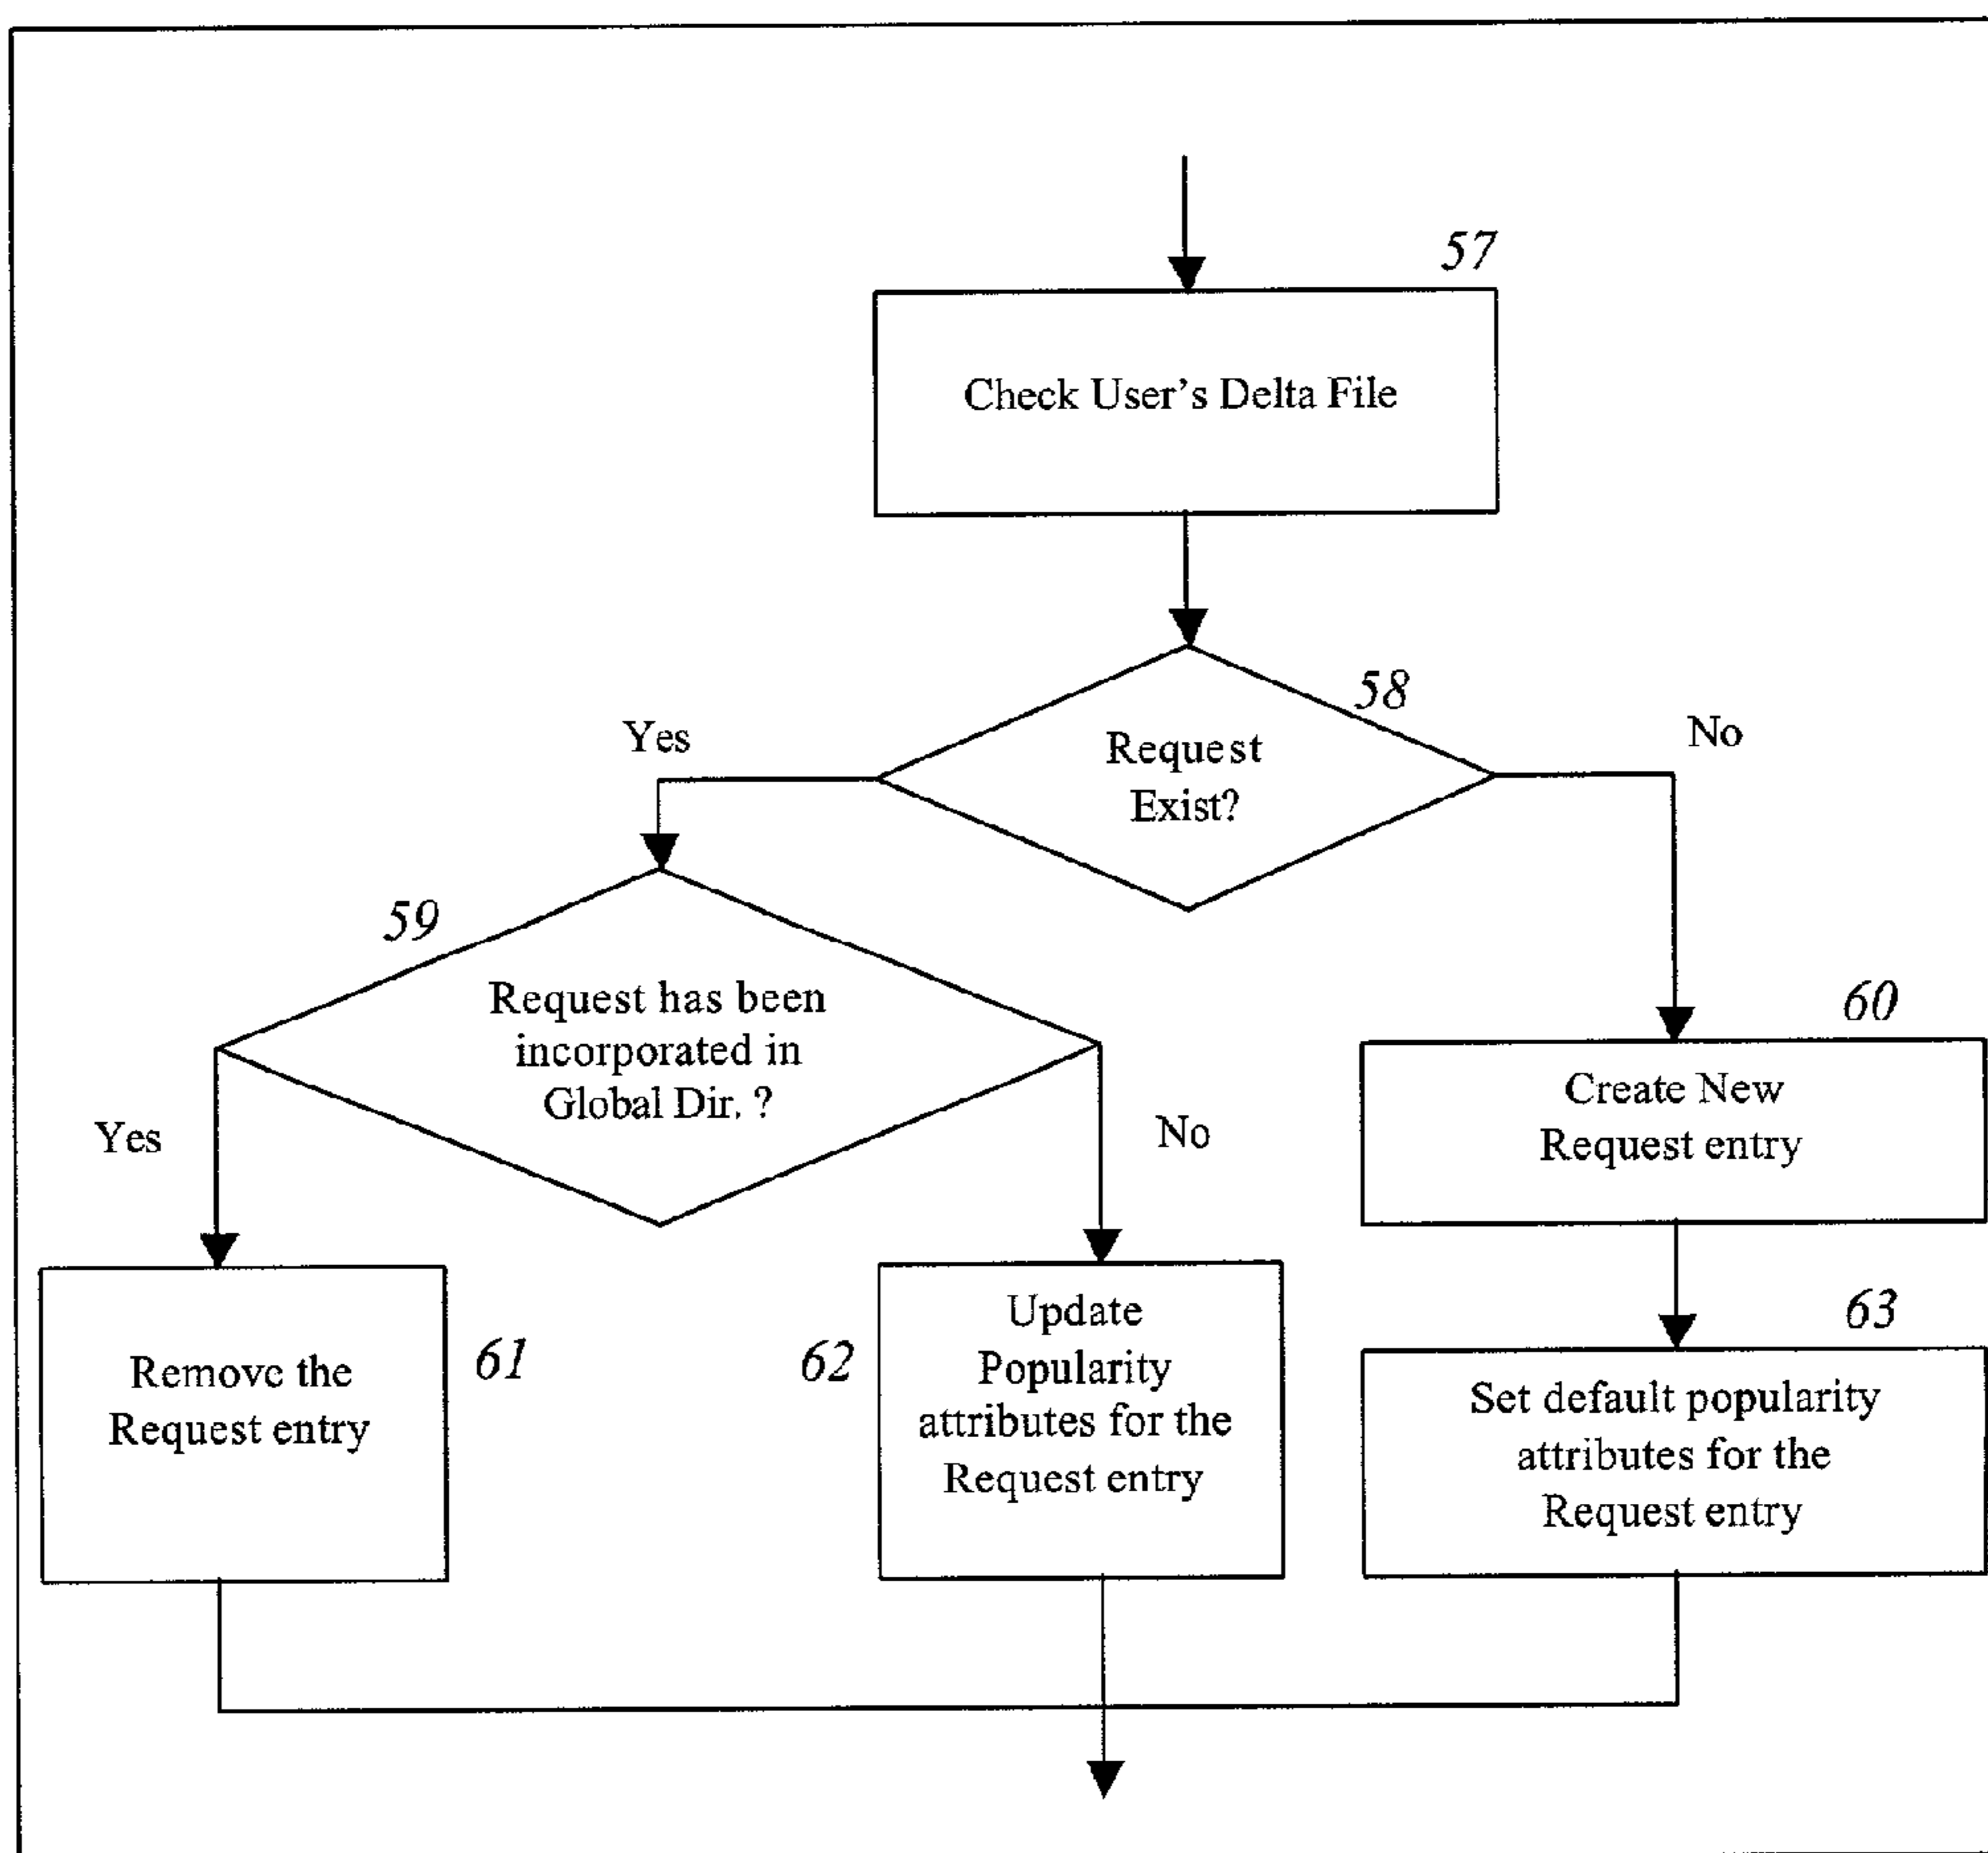 57
Check User's Delta File
58
Yes
No
Request
Exist?
59
Request has been
incorporated in
Global Dir. ?
60
Yes
No
Create New
Request entry
61
62
63
Remove the
Request entry
Update
Popularity
attributes for the
Request entry
Set default popularity
attributes for the
Request entry